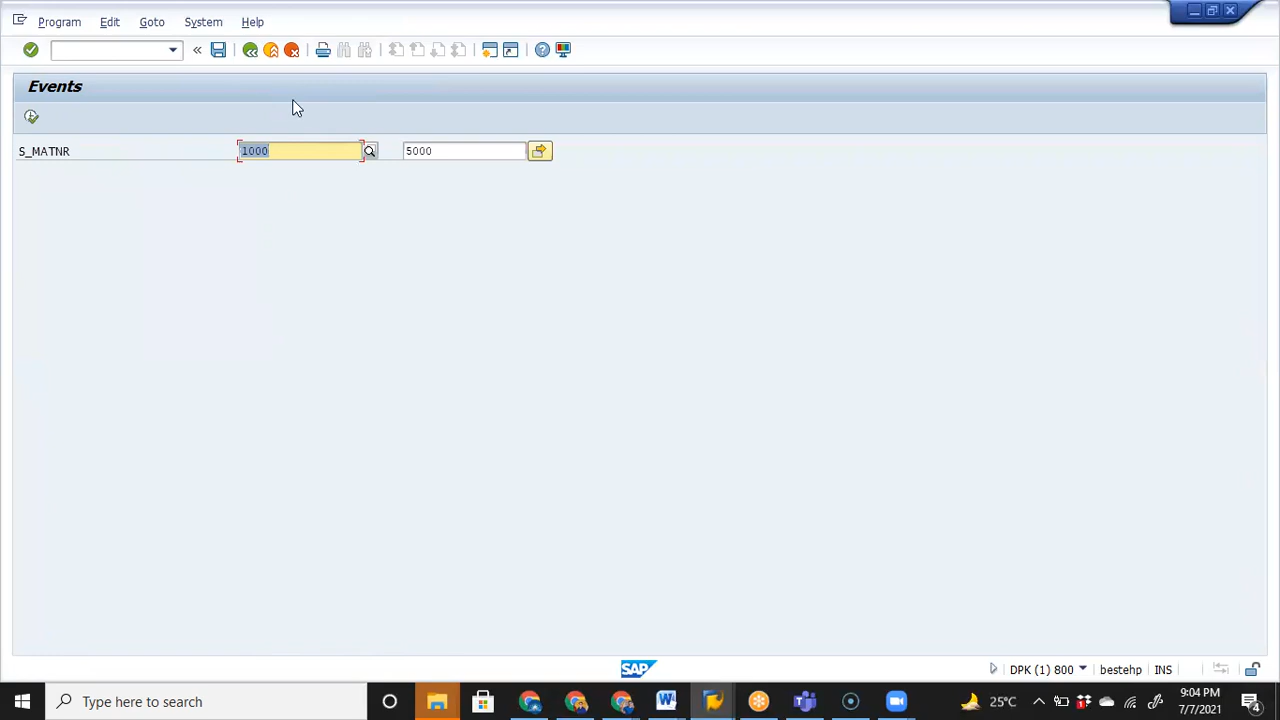 Program Edit Goto System Help
Events
S_MATNR 1000 5000
SAP
DPK (1) 800 bestehp INS
Type here to search
25°C
9:04 PM
7/7/2021
4